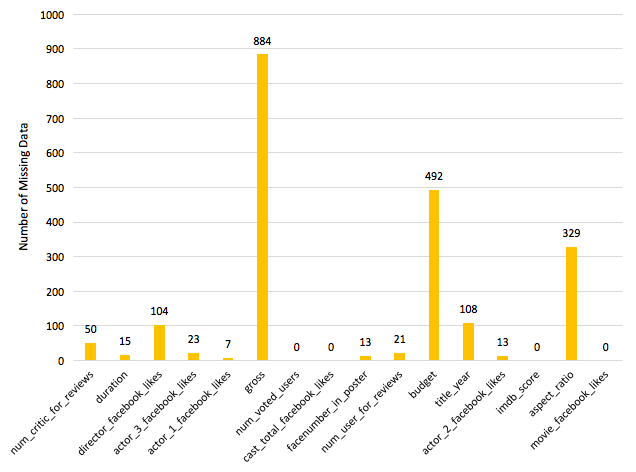 1000
900
800
700
600
500
400
300
200
100
0
Number of Missing Data
50
15
104
23
7
884
0
0
13
21
492
108
13
0
329
0
num_critic_for_reviews
duration
director_facebook_likes
actor_3_facebook_likes
actor_1_facebook_likes
gross
num_voted_users
cast_total_facebook_likes
facenumber_in_poster
num_user_for_reviews
budget
title_year
actor_2_facebook_likes
imdb_score
aspect_ratio
movie_facebook_likes